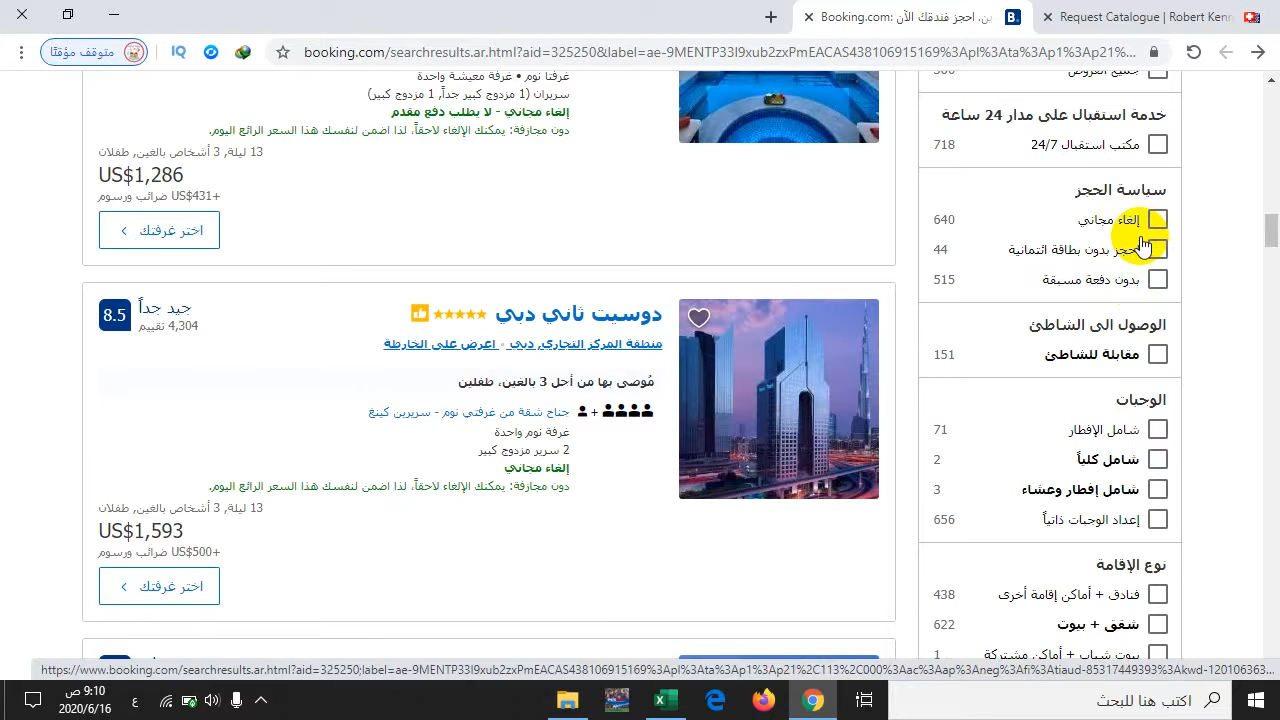 Booking.com: ين. احجز فندقك الآن.
Request Catalogue | Robert Kenn
متوقف مؤقتًا
booking.com/searchresults.ar.html?aid=325250&label=ae-9MENTP33I9xub2zxPmEACAS438106915169%3Apl%3Ata%3Ap1%3Ap21%...
غرفتا نوم • غرفة معيشة واحدة
سريران (1 مزدوج كبير جداً, 1 مزدوج كبير)
إلغاء مجاني - لا يطلب دفع مقدم
دون مجازفة: يمكنك الإلغاء لاحقاً، لذا اضمن لنفسك هذا السعر الرائع اليوم.
13 ليلة, 3 أشخاص بالغين, طفلان
US$1,286
+US$431 ضرائب ورسوم
اختر غرفتك
دوسيت ثاني دبي
جيد جداً
8.5
4,304 تقييم
منطقة المركز التجاري, دبي
اعرض على الخارطة
مُوصى بها من أجل 3 بالغين، طفلين
+
جناح شقة من غرفتي نوم - سريرين كينغ
غرفة نوم واحدة
2 سرير مزدوج كبير
إلغاء مجاني
دون مجازفة: يمكنك الإلغاء لاحقاً، لذا اضمن لنفسك هذا السعر الرائع اليوم.
13 ليلة, 3 أشخاص بالغين, طفلان
US$1,593
+US$500 ضرائب ورسوم
اختر غرفتك
خدمة استقبال على مدار 24 ساعة
مكتب استقبال 24/7 718
سياسة الحجز
إلغاء مجاني 640
حجز بدون بطاقة ائتمانية 44
بدون دفعة مسبقة 515
الوصول الى الشاطئ
مقابلة للشاطئ 151
الوجبات
شامل الإفطار 71
شامل كلياً 2
شامل إفطار وعشاء 3
إعداد الوجبات ذاتياً 656
نوع الإقامة
فنادق + أماكن إقامة أخرى 438
شقق + بيوت 622
بيوت شباب + أماكن مشتركة 1
اكتب هنا للبحث
ع
9:10 ص
2020/6/16